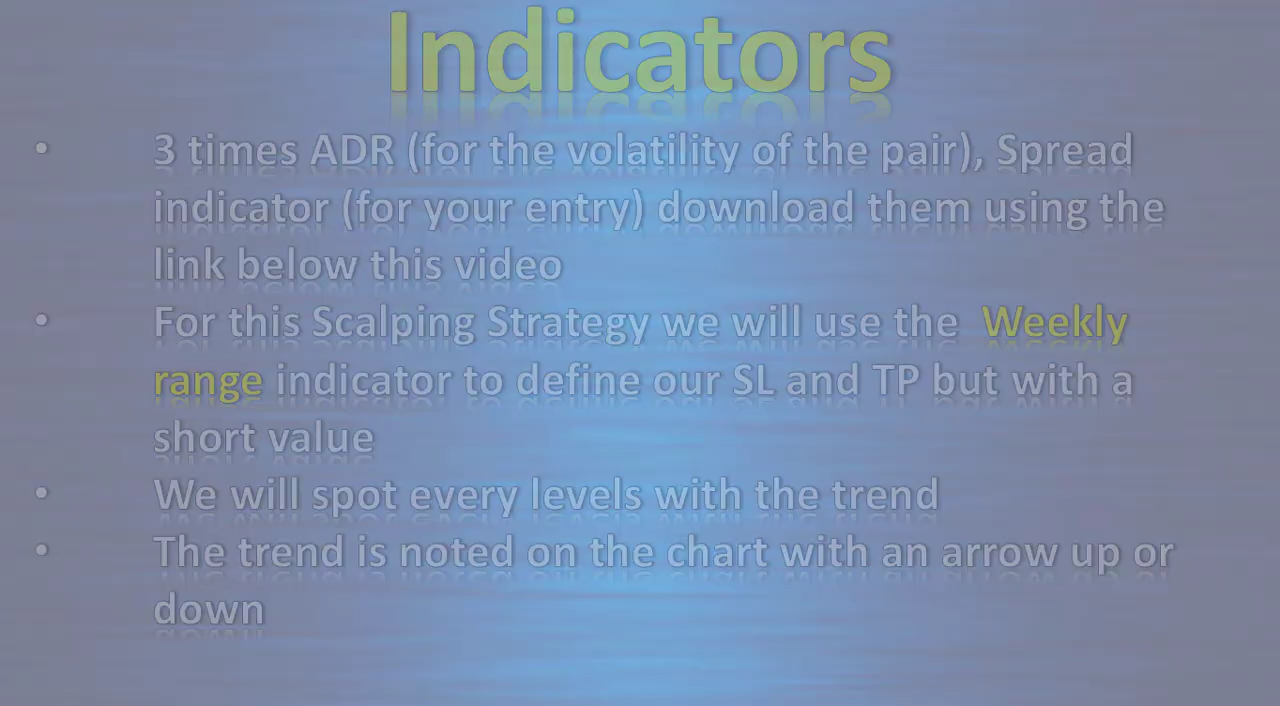 Indicators
• 3 times ADR (for the volatility of the pair), Spread
indicator (for your entry) download them using the
link below this video
• For this Scalping Strategy we will use the Weekly
range indicator to define our SL and TP but with a
short value
• We will spot every levels with the trend
• The trend is noted on the chart with an arrow up or
down